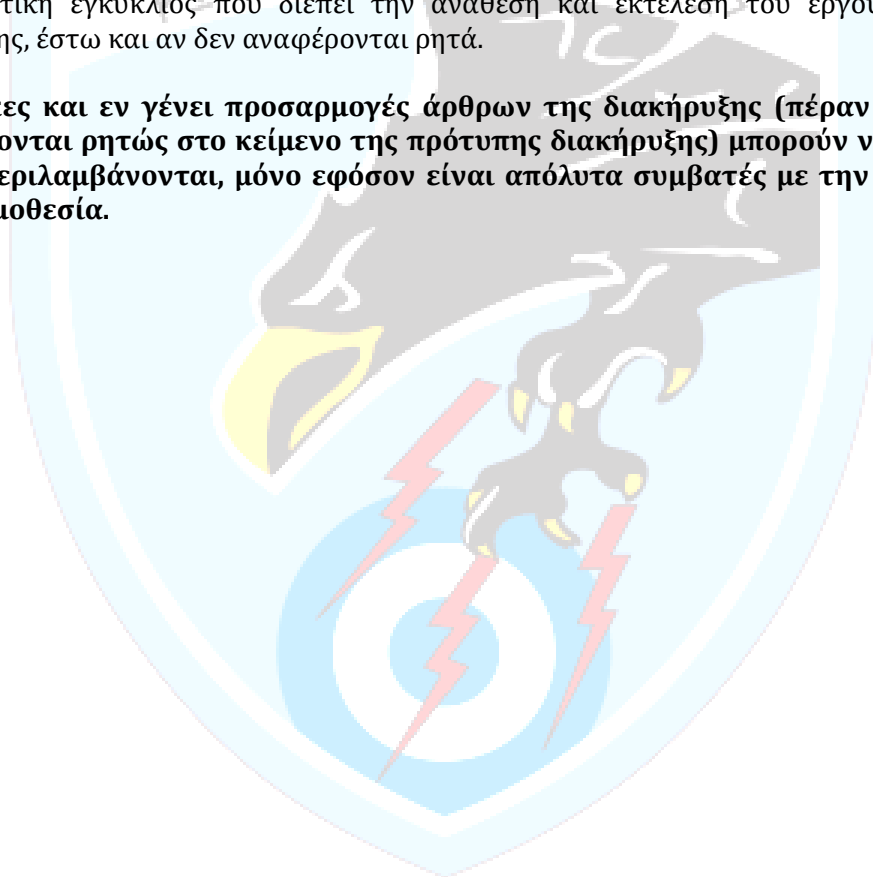 τική εγκύκλιος που διέπει την ανάθεση και εκτέλεση του έργου
ης, έστω και αν δεν αναφέρονται ρητά.
ες και εν γένει προσαρμογές άρθρων της διακήρυξης (πέραν
ονται ρητώς στο κείμενο της πρότυπης διακήρυξης) μπορούν ν
εριλαμβάνονται, μόνο εφόσον είναι απόλυτα συμβατές με την
μοθεσία.